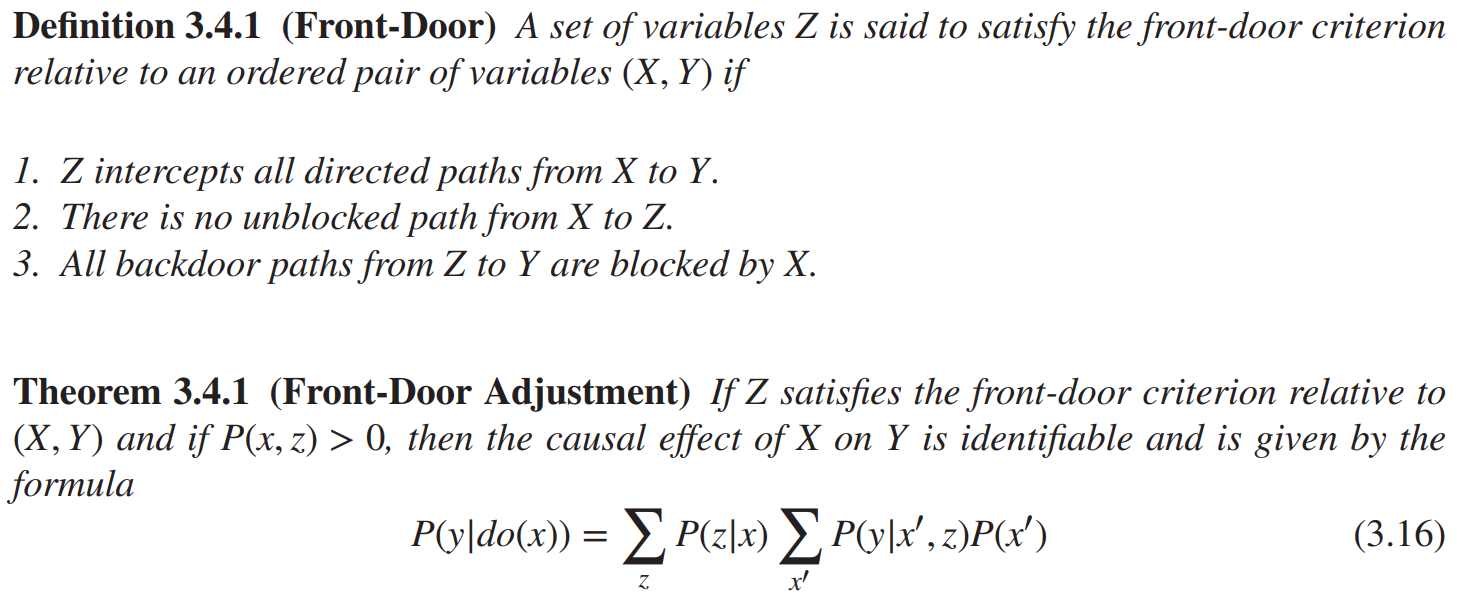 Definition 3.4.1 (Front-Door) A set of variables Z is said to satisfy the front-door criterion
relative to an ordered pair of variables (X, Y) if
1. Z intercepts all directed paths from X to Y.
2. There is no unblocked path from X to Z.
3. All backdoor paths from Z to Y are blocked by X.
Theorem 3.4.1 (Front-Door Adjustment) If Z satisfies the front-door criterion relative to
(X, Y) and if P(x, z) > 0, then the causal effect of X on Y is identifiable and is given by the
formula
P(y|do(x)) = ∑_z P(z|x) ∑_x′ P(y|x′, z)P(x′) (3.16)